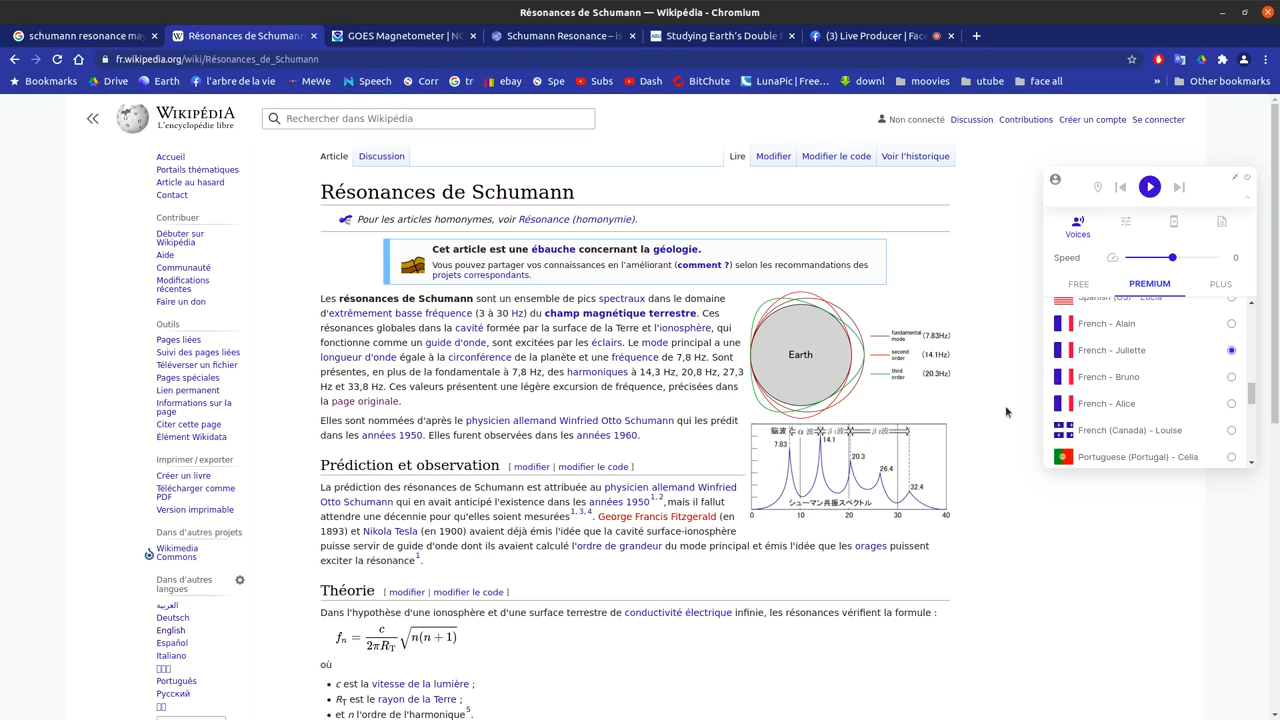 Résonances de Schumann — Wikipédia - Chromium
schumann resonance ma
Résonances de Schumann
GOES Magnetometer | N
Schumann Resonance – is
Studying Earth's Double
(3) Live Producer | Face
fr.wikipedia.org/wiki/Résonances_de_Schumann
Bookmarks Drive Earth l'arbre de la vie MeWe Speech Corr tr ebay Spe Subs Dash BitChute LunaPic | Free... downl moovies utube face all » Other bookmarks
WIKIPÉDIA
L'encyclopédie libre
Rechercher dans Wikipédia
Non connecté Discussion Contributions Créer un compte Se connecter
Accueil
Portails thématiques
Article au hasard
Contact
Contribuer
Débuter sur
Wikipédia
Aide
Communauté
Modifications
récentes
Faire un don
Outils
Pages liées
Suivi des pages liées
Téléverser un fichier
Pages spéciales
Lien permanent
Informations sur la
page
Citer cette page
Élément Wikidata
Imprimer / exporter
Créer un livre
Télécharger comme
PDF
Version imprimable
Dans d'autres projets
Wikimedia
Commons
Dans d'autres
langues
العربية
Deutsch
English
Español
Italiano
Português
Русский
Article Discussion Lire Modifier Modifier le code Voir l'historique
Résonances de Schumann
Pour les articles homonymes, voir Résonance (homonymie).
Cet article est une ébauche concernant la géologie.
Vous pouvez partager vos connaissances en l'améliorant (comment ?) selon les recommandations des
projets correspondants.
Les résonances de Schumann sont un ensemble de pics spectraux dans le domaine
d'extrêmement basse fréquence (3 à 30 Hz) du champ magnétique terrestre. Ces
résonances globales dans la cavité formée par la surface de la Terre et l'ionosphère, qui
fonctionne comme un guide d'onde, sont excitées par les éclairs. Le mode principal a une
longueur d'onde égale à la circonférence de la planète et une fréquence de 7,8 Hz. Sont
présentes, en plus de la fondamentale à 7,8 Hz, des harmoniques à 14,3 Hz, 20,8 Hz, 27,3
Hz et 33,8 Hz. Ces valeurs présentent une légère excursion de fréquence, précisées dans
la page originale.
Elles sont nommées d'après le physicien allemand Winfried Otto Schumann qui les prédit
dans les années 1950. Elles furent observées dans les années 1960.
Earth
fundamental
mode
(7.83Hz)
second
order
(14.1Hz)
third
order
(20.3Hz)
脳波
7.83
14.1
20.3
26.4
32.4
シューマン共振スペクトル
0 10 20 30 40
Prédiction et observation [ modifier | modifier le code ]
La prédiction des résonances de Schumann est attribuée au physicien allemand Winfried
Otto Schumann qui en avait anticipé l'existence dans les années 1950 1, 2,mais il fallut
attendre une décennie pour qu'elles soient mesurées 1, 3, 4. George Francis Fitzgerald (en
1893) et Nikola Tesla (en 1900) avaient déjà émis l'idée que la cavité surface-ionosphère
puisse servir de guide d'onde dont ils avaient calculé l'ordre de grandeur du mode principal et émis l'idée que les orages puissent
exciter la résonance 1.
Théorie [ modifier | modifier le code ]
Dans l'hypothèse d'une ionosphère et d'une surface terrestre de conductivité électrique infinie, les résonances vérifient la formule :
fn = c / 2πRT √n(n + 1)
où
• c est la vitesse de la lumière ;
• RT est le rayon de la Terre ;
• et n l'ordre de l'harmonique 5.
Voices
Speed 0
FREE PREMIUM PLUS
Spanish (US) - Lucia
French - Alain
French - Juliette
French - Bruno
French - Alice
French (Canada) - Louise
Portuguese (Portugal) - Celia